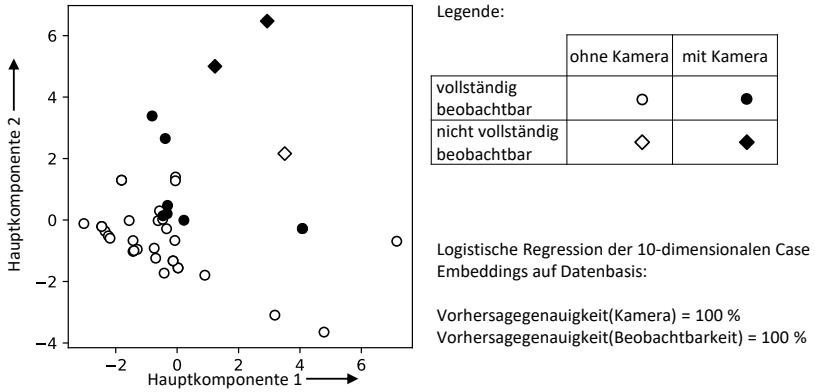 Legende:
ohne Kamera
mit Kamera
vollständig
beobachtbar
nicht vollständig
beobachtbar
Logistische Regression der 10-dimensionalen Case
Embeddings auf Datenbasis:
Vorhersagegenauigkeit(Kamera) = 100 %
Vorhersagegenauigkeit(Beobachtbarkeit) = 100 %
Hauptkomponente 2
6
4
2
0
−2
−4
−2
0
2
4
6
Hauptkomponente 1